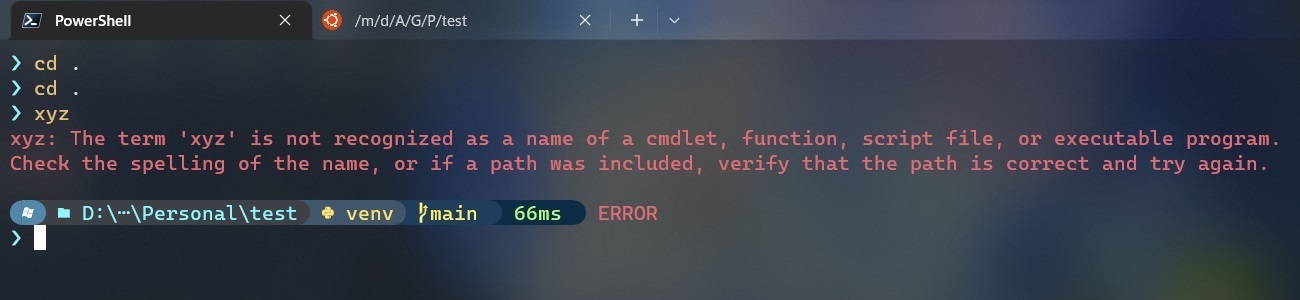 PowerShell /m/d/A/G/P/test
❯ cd .
❯ cd .
❯ xyz
xyz: The term 'xyz' is not recognized as a name of a cmdlet, function, script file, or executable program.
Check the spelling of the name, or if a path was included, verify that the path is correct and try again.
D:\⋯\Personal\test venv main 66ms ERROR
❯